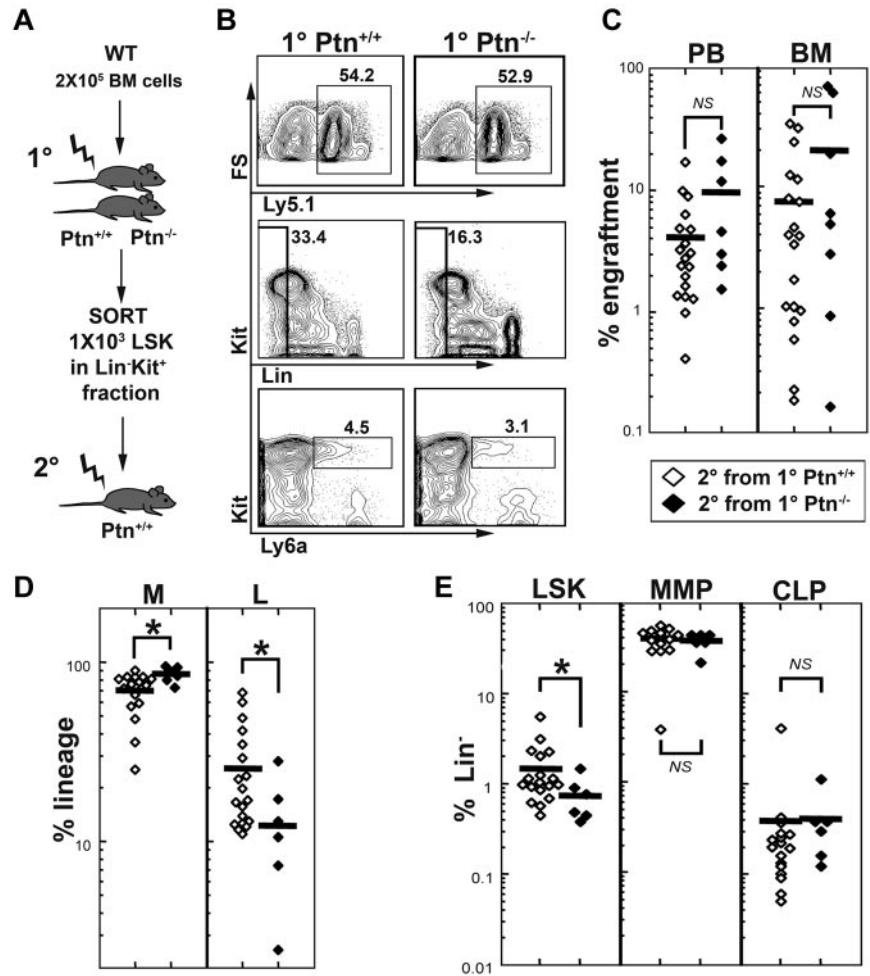 A
WT
2X10⁵ BM cells
1°
Ptn+/+ Ptn-/-
SORT
1X10³ LSK
in Lin-Kit+
fraction
2°
Ptn+/+
B
1° Ptn+/+ 1° Ptn-/-
54.2 52.9
FS
Ly5.1
33.4 16.3
Kit
Lin
4.5 3.1
Kit
Ly6a
C
PB BM
% engraftment
100
10
1
0.1
NS NS
2° from 1° Ptn+/+
2° from 1° Ptn-/-
D
M L
% lineage
100
10
* *
E
LSK MMP CLP
% Lin-
100
10
1
0.1
0.01
* NS NS